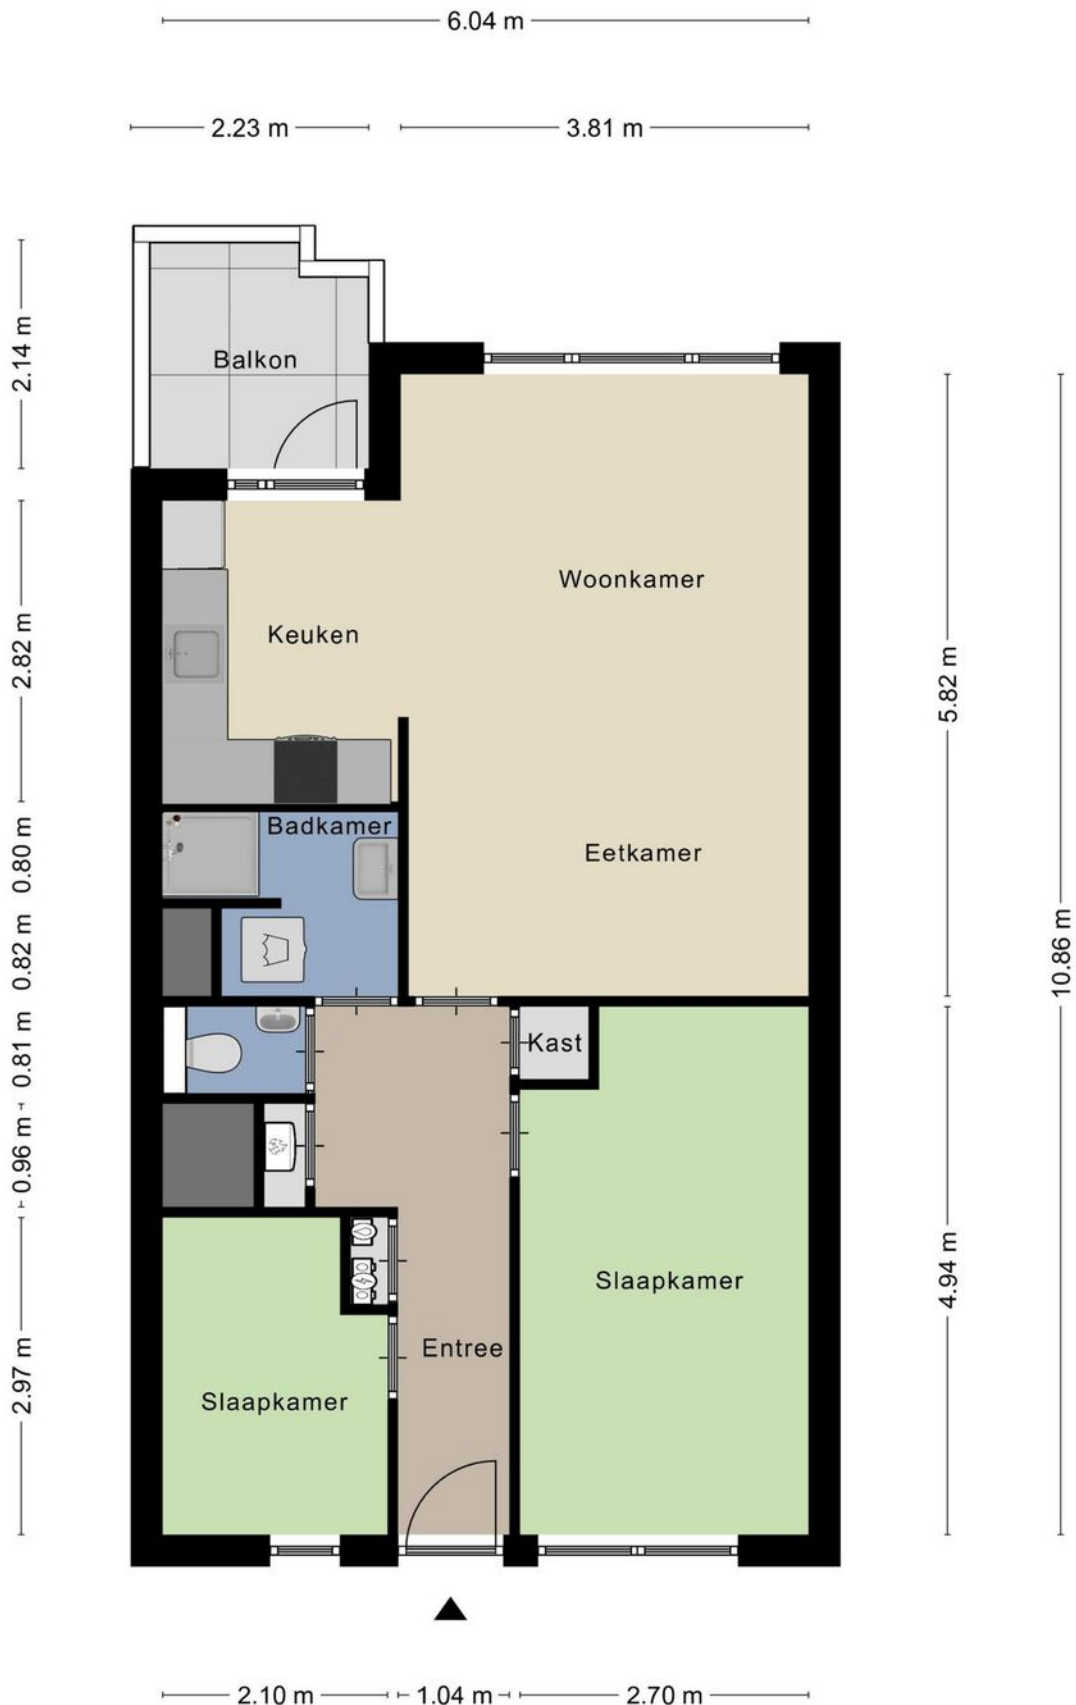 6.04 m
2.23 m
3.81 m
2.14 m
Balkon
Woonkamer
Keuken
2.82 m
5.82 m
Badkamer
0.80 m
Eetkamer
0.82 m
10.86 m
0.81 m
Kast
0.96 m
4.94 m
Slaapkamer
Entree
2.97 m
Slaapkamer
2.10 m
1.04 m
2.70 m